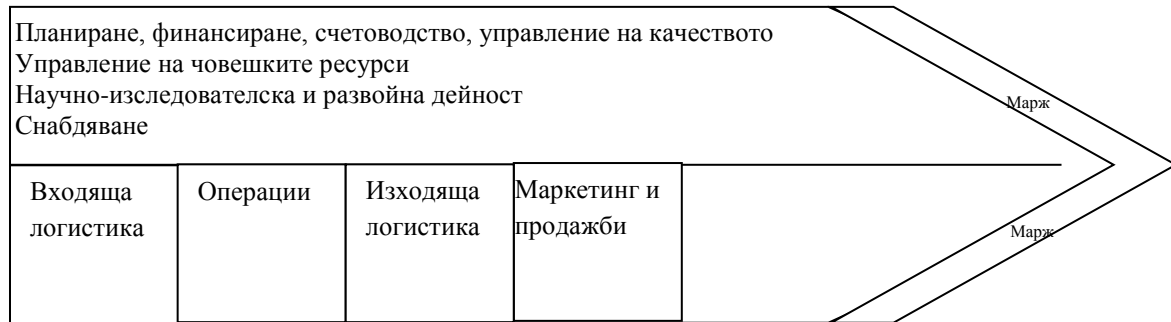 Планиране, финансиране, счетоводство, управление на качеството
Управление на човешките ресурси
Научно-изследователска и развойна дейност
Снабдяване
Марж
Входяща
логистика
Операции
Изходяща
логистика
Маркетинг и
продажби
Марж